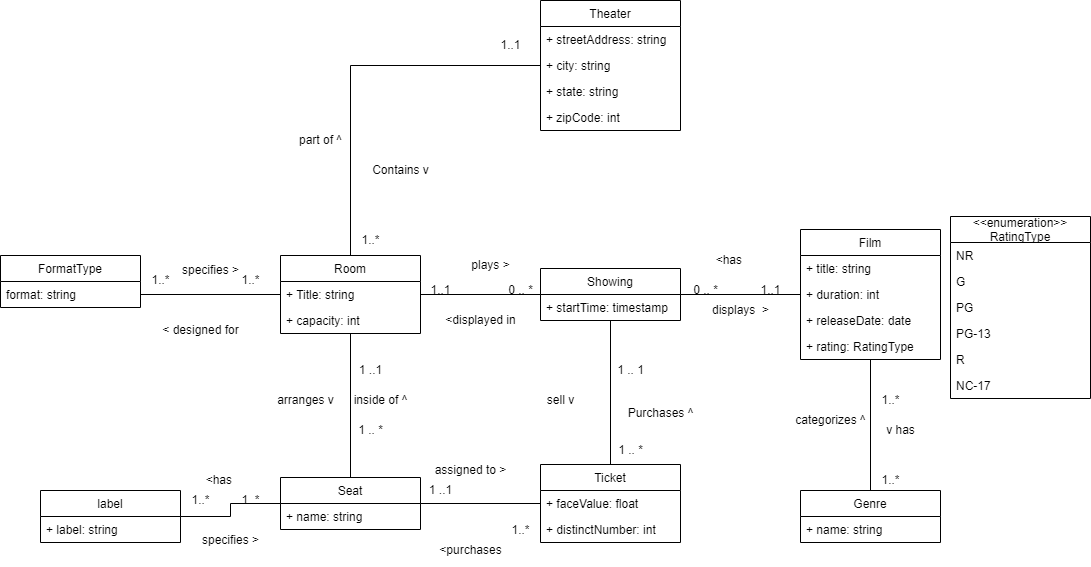 Theater
+ streetAddress: string
+ city: string
+ state: string
+ zipCode: int
1..1
part of ^
Contains v
1..*
FormatType
format: string
specifies >
1..*
1..*
< designed for
Room
+ Title: string
+ capacity: int
plays >
1..1
0 .. *
<displayed in
Showing
+ startTime: timestamp
<has
0 .. *
1..1
displays >
Film
+ title: string
+ duration: int
+ releaseDate: date
+ rating: RatingType
<<enumeration>>
RatingType
NR
G
PG
PG-13
R
NC-17
1 ..1
arranges v
inside of ^
1 .. *
1 .. 1
sell v
Purchases ^
1 .. *
1..*
categorizes ^
v has
1..*
label
+ label: string
<has
1..*
1 .. *
specifies >
Seat
+ name: string
assigned to >
1 ..1
1..*
<purchases
Ticket
+ faceValue: float
+ distinctNumber: int
Genre
+ name: string